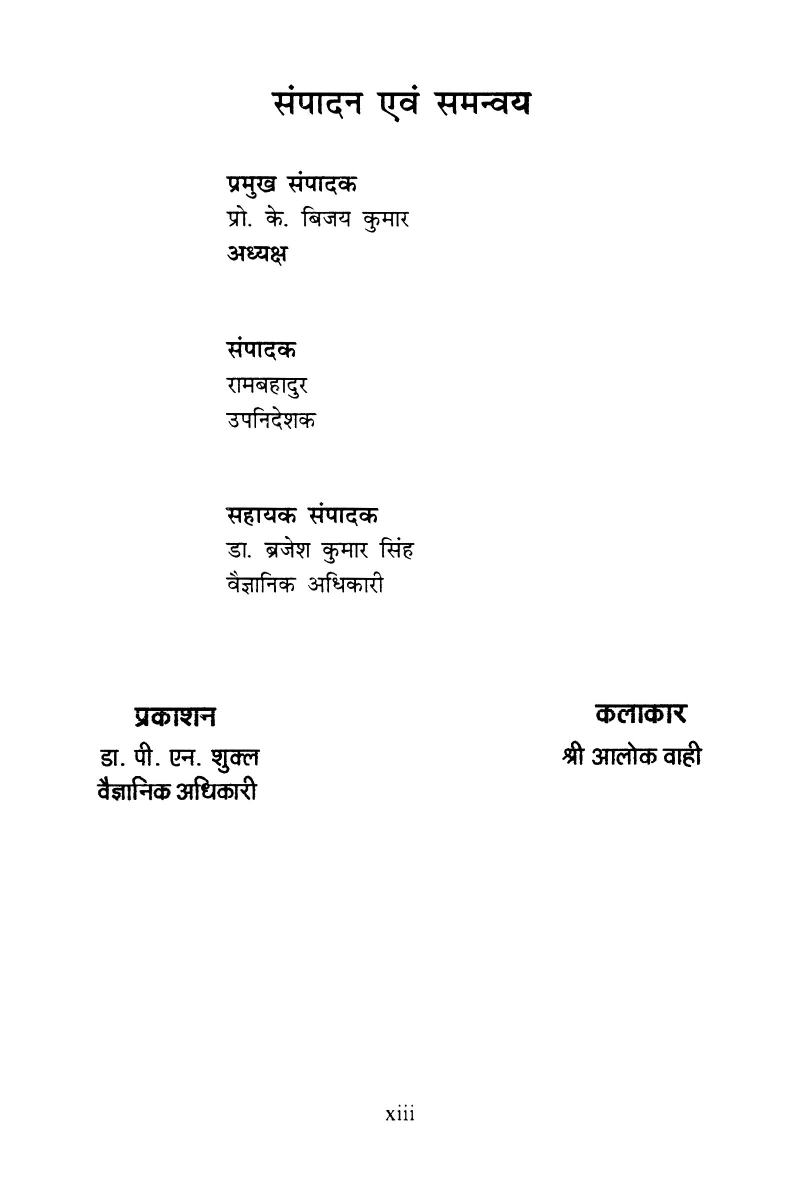 संपादन एवं समन्वय
प्रमुख संपादक
प्रो. के. बिजय कुमार
अध्यक्ष
संपादक
रामबहादुर
उपनिदेशक
सहायक संपादक
डा. ब्रजेश कुमार सिंह
वैज्ञानिक अधिकारी
प्रकाशन
डा. पी. एन. शुक्ल
वैज्ञानिक अधिकारी
कलाकार
श्री आलोक वाही
xiii